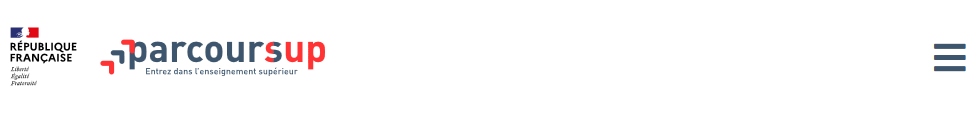 RÉPUBLIQUE
FRANÇAISE
Liberté
Égalité
Fraternité
parcoursup
Entrez dans l'enseignement supérieur